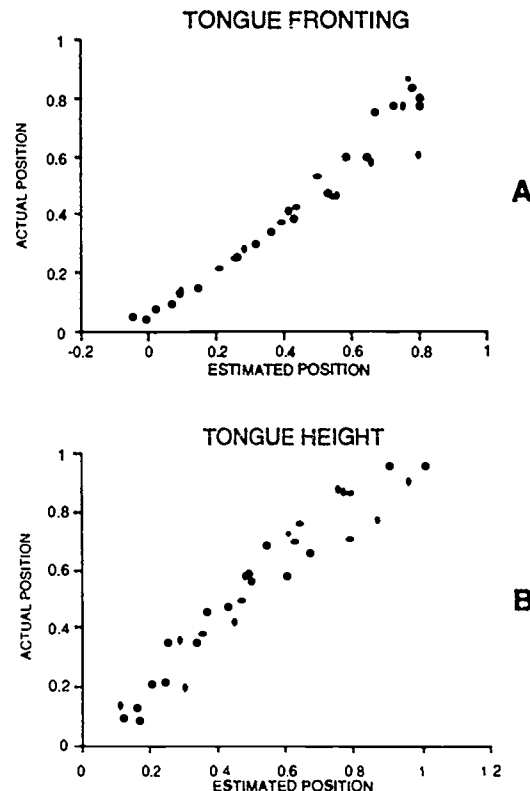 TONGUE FRONTING
1
0.8
0.6
0.4
0.2
0
ACTUAL POSITION
-0.2 0 0.2 0.4 0.6 0.8 1
ESTIMATED POSITION
A
TONGUE HEIGHT
1
0.8
0.6
0.4
0.2
0
ACTUAL POSITION
0 0.2 0.4 0.6 0.8 1 1 2
ESTIMATED POSITION
B